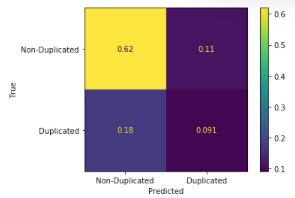 Non-Duplicated
0.62
0.11
Duplicated
0.18
0.091
True
Non-Duplicated
Duplicated
Predicted
0.6
0.5
0.4
0.3
0.2
0.1